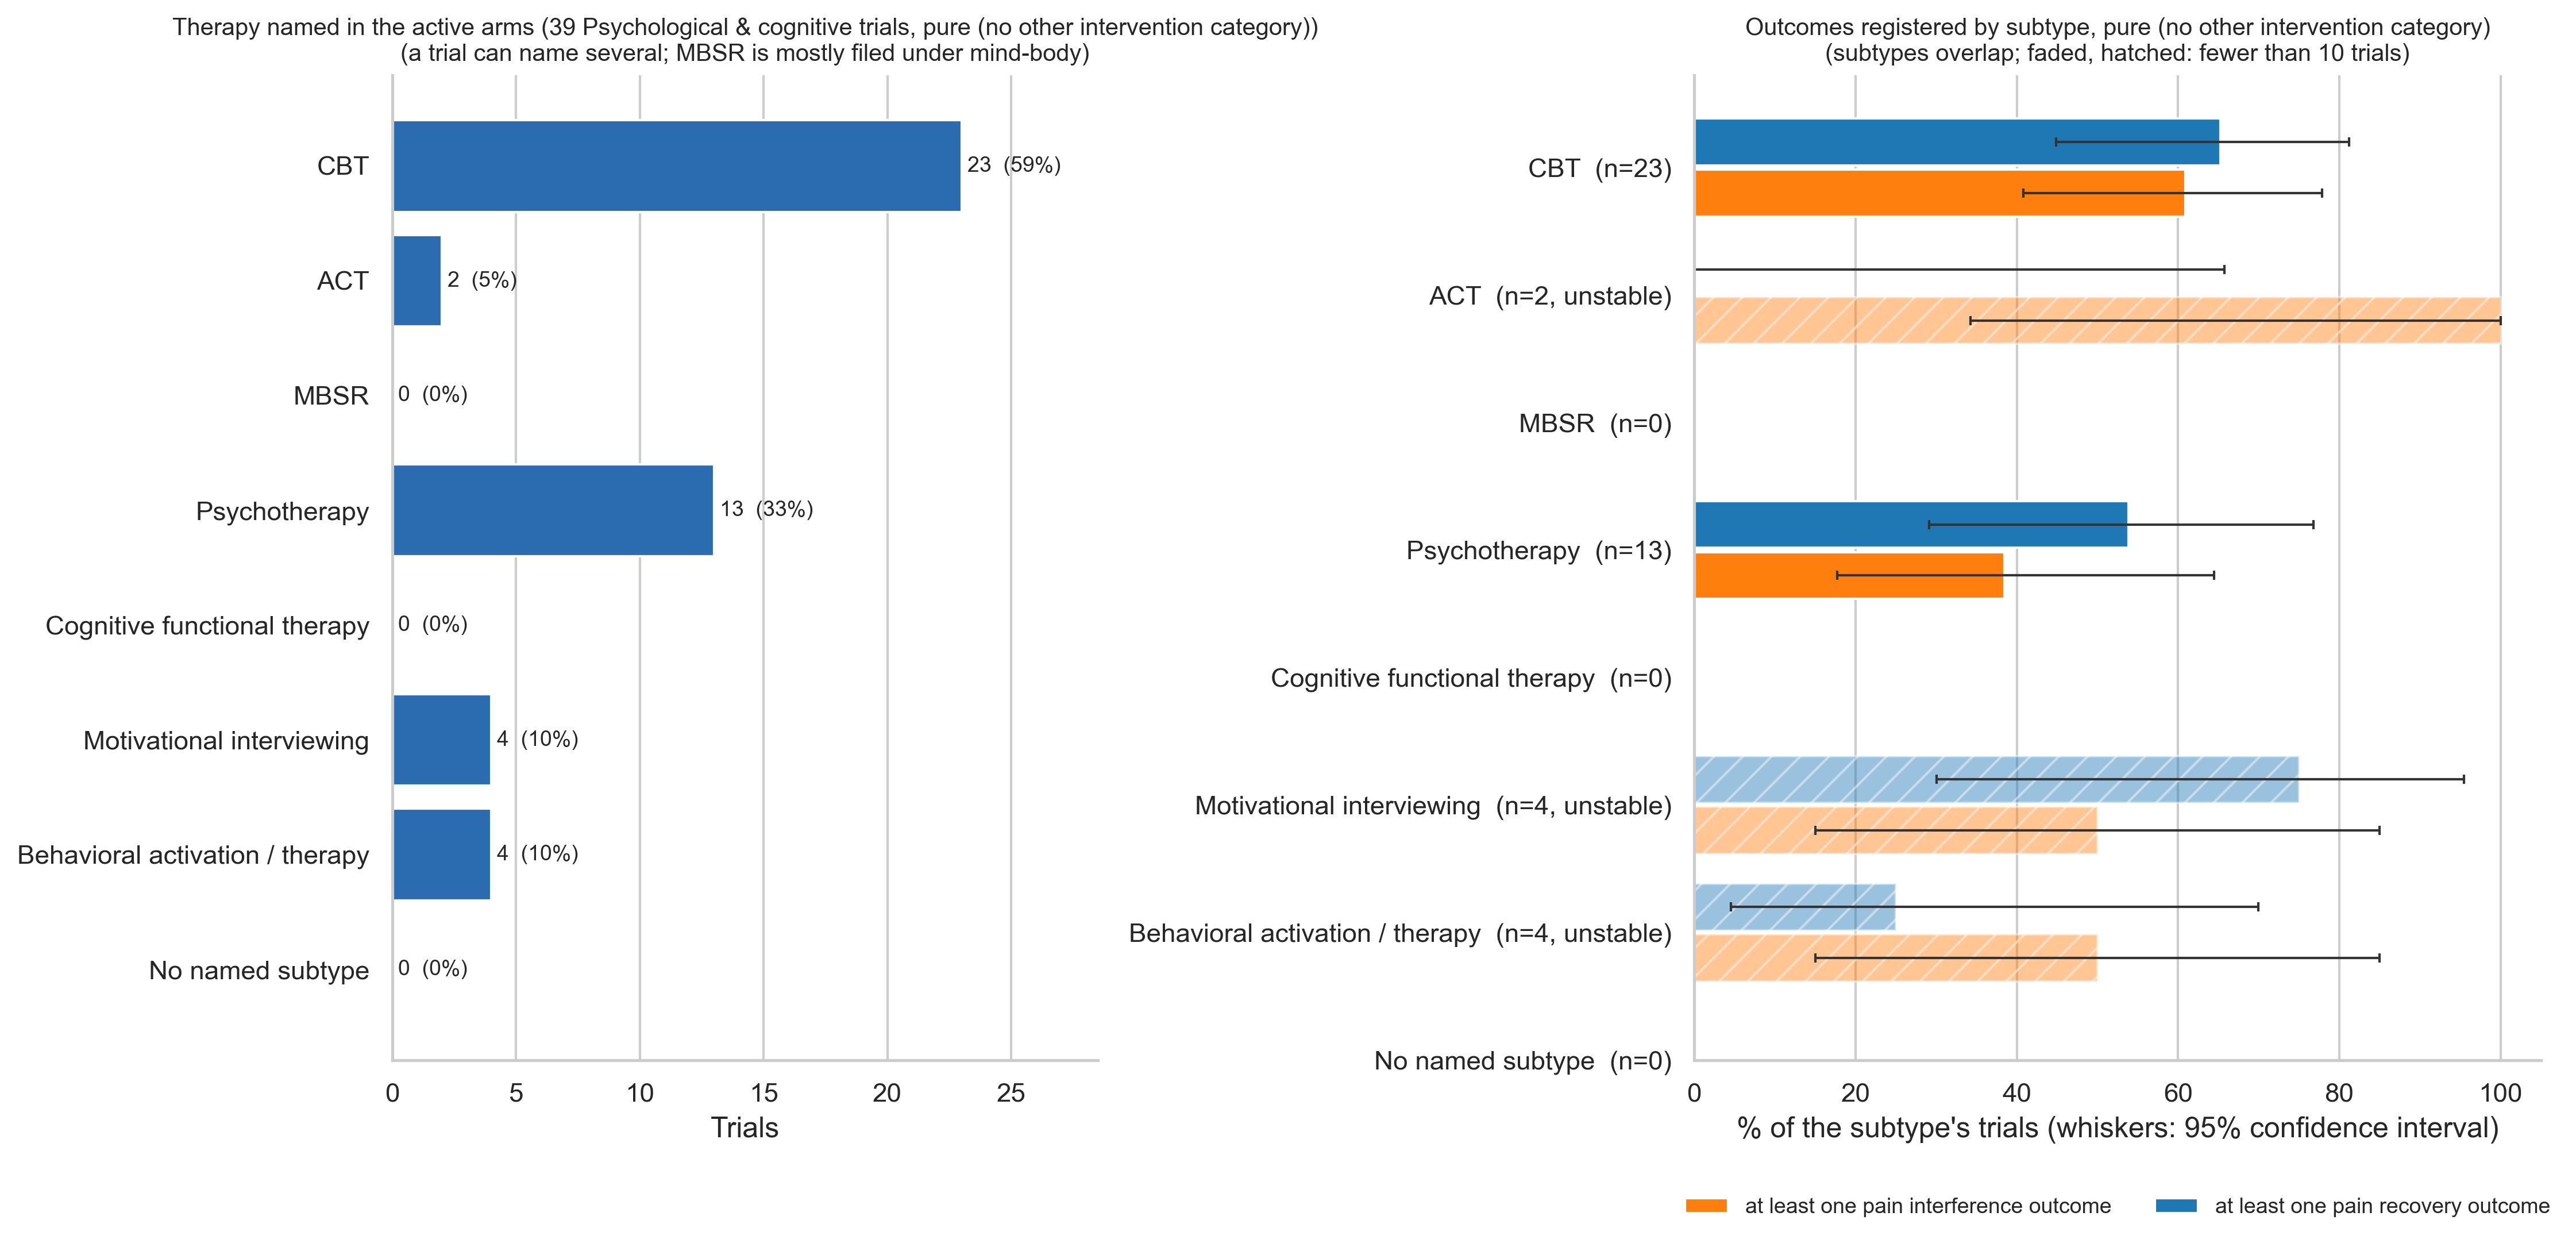 Therapy named in the active arms (39 Psychological & cognitive trials, pure (no other intervention category))
(a trial can name several; MBSR is mostly filed under mind-body)
CBT
23 (59%)
ACT
2 (5%)
MBSR
0 (0%)
Psychotherapy
13 (33%)
Cognitive functional therapy
0 (0%)
Motivational interviewing
4 (10%)
Behavioral activation / therapy
4 (10%)
No named subtype
0 (0%)
0 5 10 15 20 25
Trials
Outcomes registered by subtype, pure (no other intervention category)
(subtypes overlap; faded, hatched: fewer than 10 trials)
CBT (n=23)
ACT (n=2, unstable)
MBSR (n=0)
Psychotherapy (n=13)
Cognitive functional therapy (n=0)
Motivational interviewing (n=4, unstable)
Behavioral activation / therapy (n=4, unstable)
No named subtype (n=0)
0 20 40 60 80 100
% of the subtype's trials (whiskers: 95% confidence interval)
at least one pain interference outcome
at least one pain recovery outcome